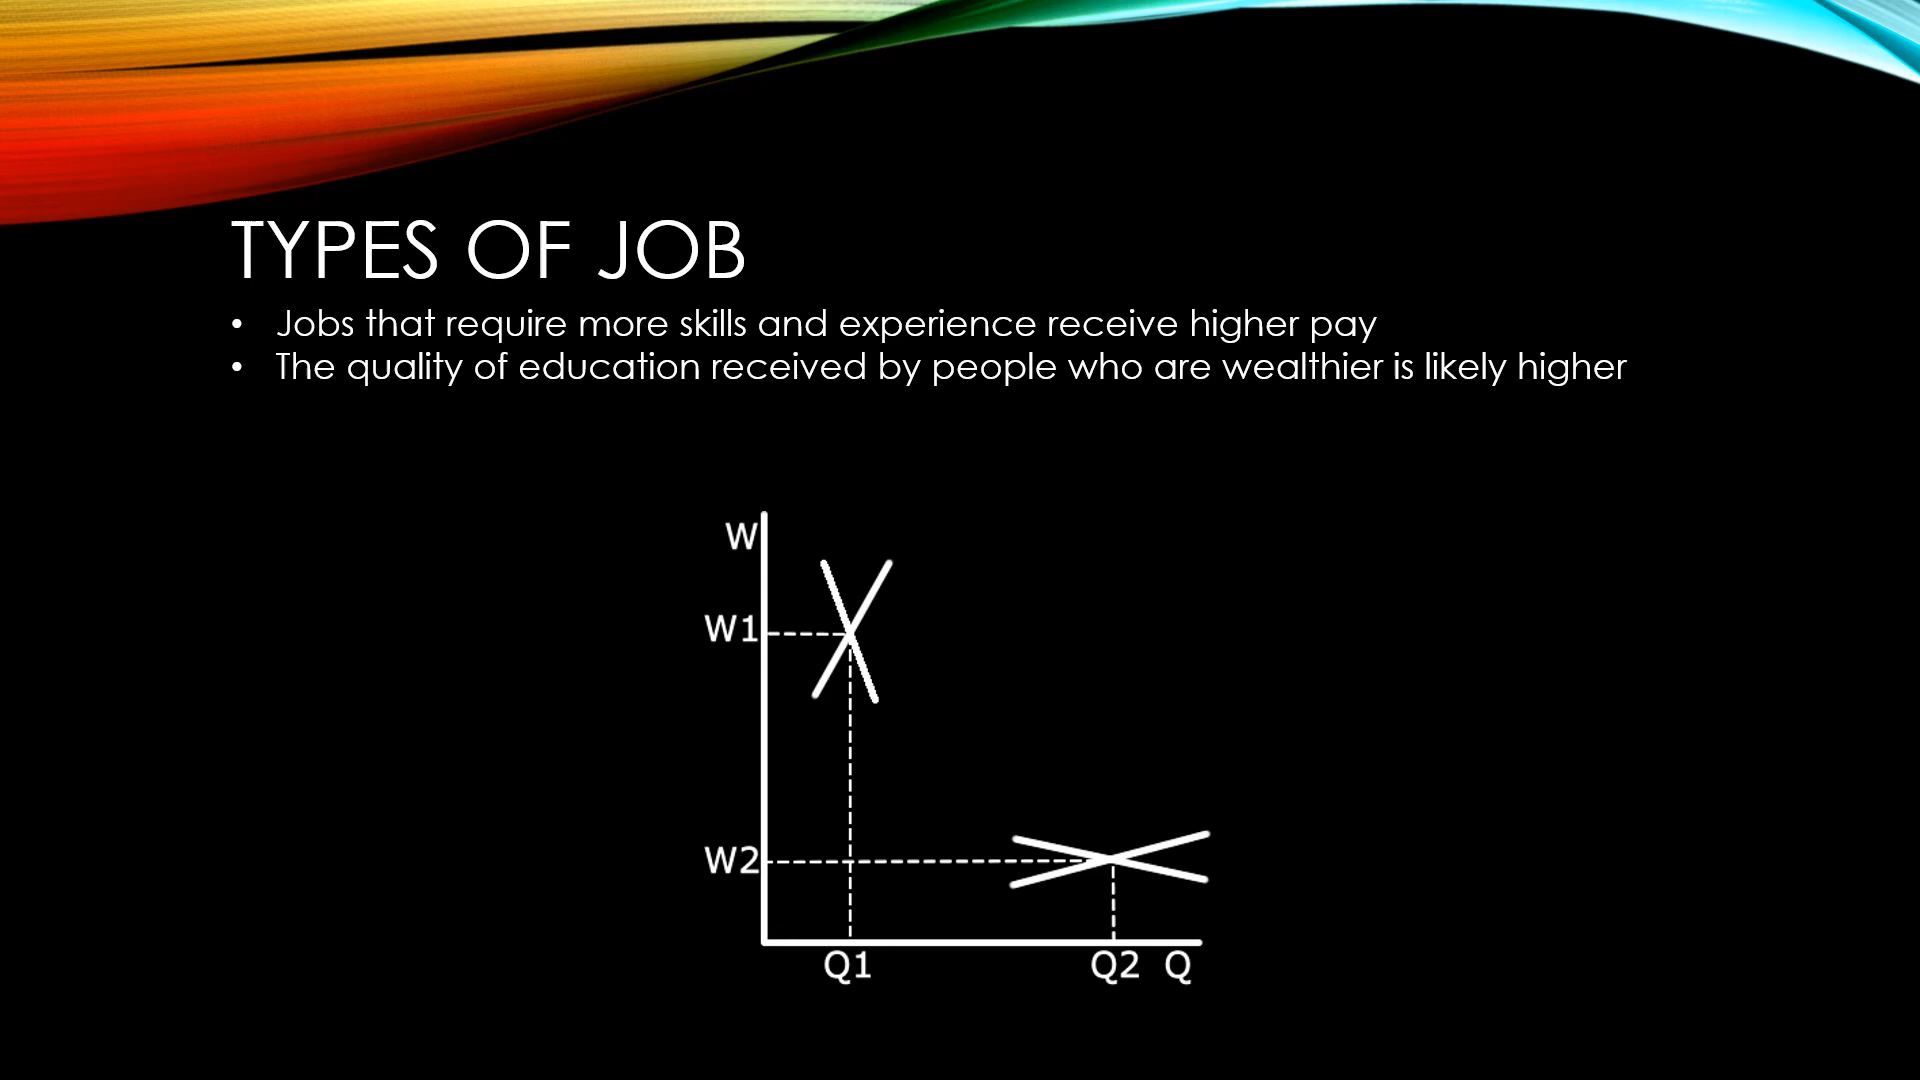 TYPES OF JOB
• Jobs that require more skills and experience receive higher pay
• The quality of education received by people who are wealthier is likely higher
W
W1
W2
Q1 Q2 Q